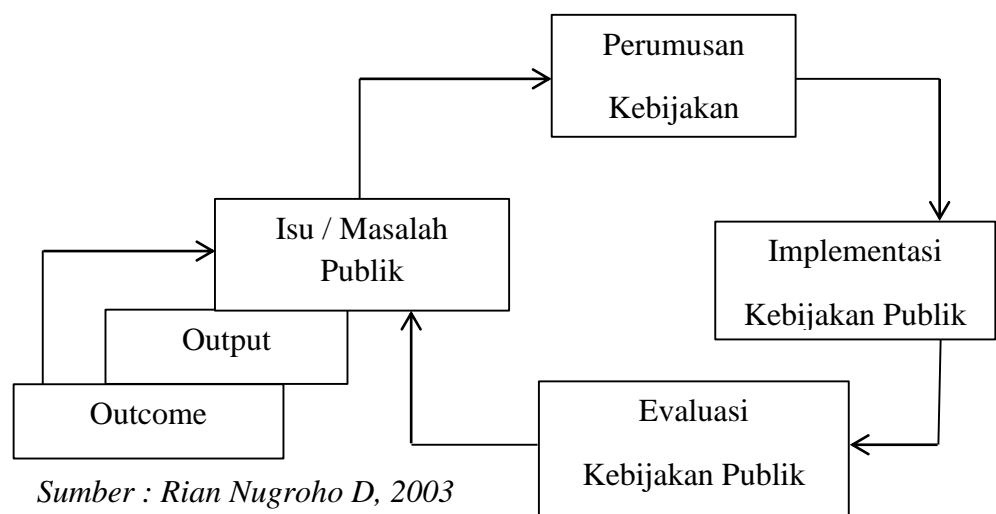 Perumusan
Kebijakan
Isu / Masalah
Publik
Implementasi
Kebijakan Publik
Output
Outcome
Evaluasi
Kebijakan Publik
Sumber : Rian Nugroho D, 2003